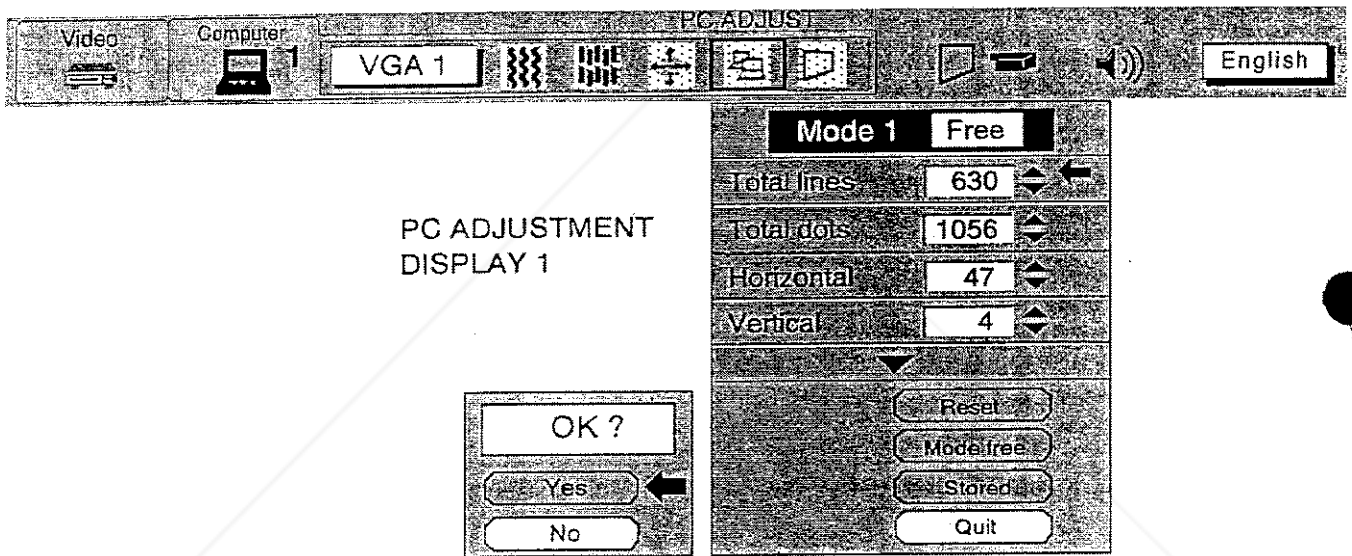 PC ADJUST
Video
Computer
1
VGA 1
English
Mode 1 Free
Total lines 630
Total dots 1056
Horizontal 47
Vertical 4
PC ADJUSTMENT
DISPLAY 1
Reset
Mode free
Stored
Quit
OK ?
Yes
No